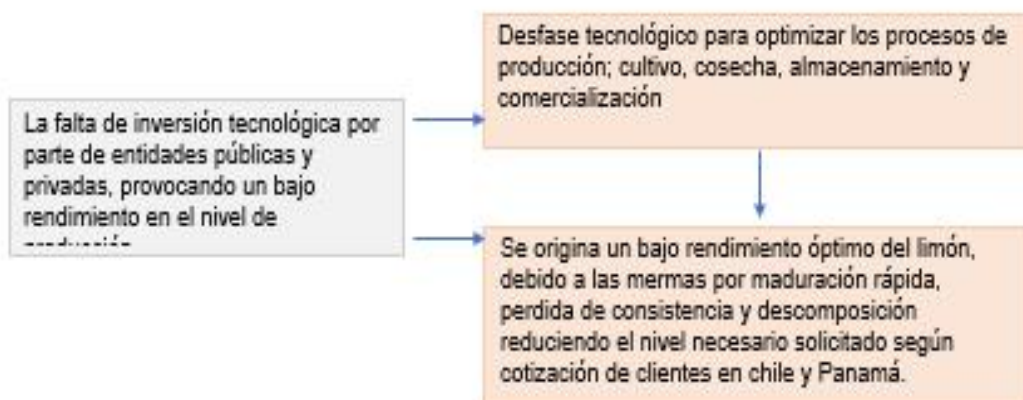 Desfase tecnológico para optimizar los procesos de
producción; cultivo, cosecha, almacenamiento y
comercialización
La falta de inversión tecnológica por
parte de entidades públicas y
privadas, provocando un bajo
rendimiento en el nivel de
Se origina un bajo rendimiento óptimo del limón,
debido a las mermas por maduración rápida,
perdida de consistencia y descomposición
reduciendo el nivel necesario solicitado según
cotización de clientes en chile y Panamá.